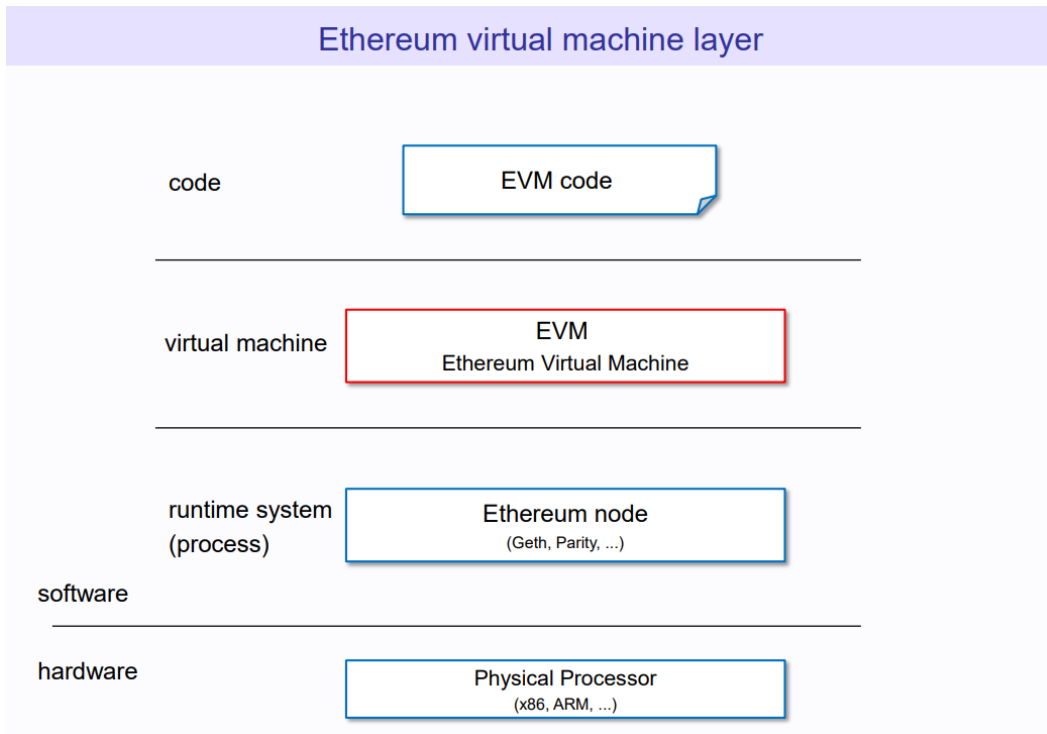 Ethereum virtual machine layer
code
EVM code
virtual machine
EVM
Ethereum Virtual Machine
runtime system
(process)
Ethereum node
(Geth, Parity, ...)
software
hardware
Physical Processor
(x86, ARM, ...)